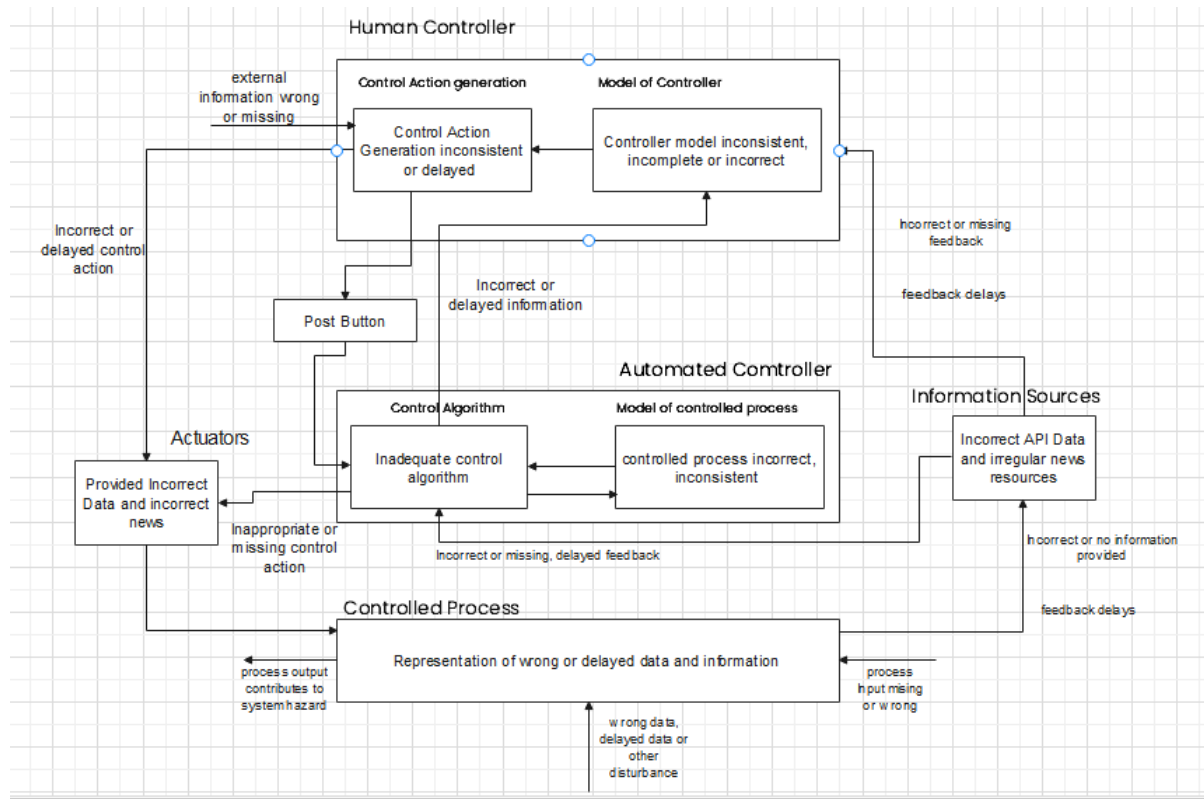 Human Controller
Control Action generation
Model of Controller
external
information wrong
or missing
Control Action
Generation inconsistent
or delayed
Controller model inconsistent,
incomplete or incorrect
Incorrect or
delayed control
action
Incorrect or missing
feedback
feedback delays
Incorrect or
delayed information
Post Button
Automated Comtroller
Control Algorithm
Model of controlled process
Information Sources
Inadequate control
algorithm
controlled process incorrect,
inconsistent
Incorrect API Data
and irregular news
resources
Actuators
Provided Incorrect
Data and incorrect
news
Inappropriate or
missing control
action
Incorrect or missing, delayed feedback
Incorrect or no information
provided
feedback delays
Controlled Process
Representation of wrong or delayed data and information
process output
contributes to
system hazard
process
Input mising
or wrong
wrong data,
delayed data or
other
disturbance